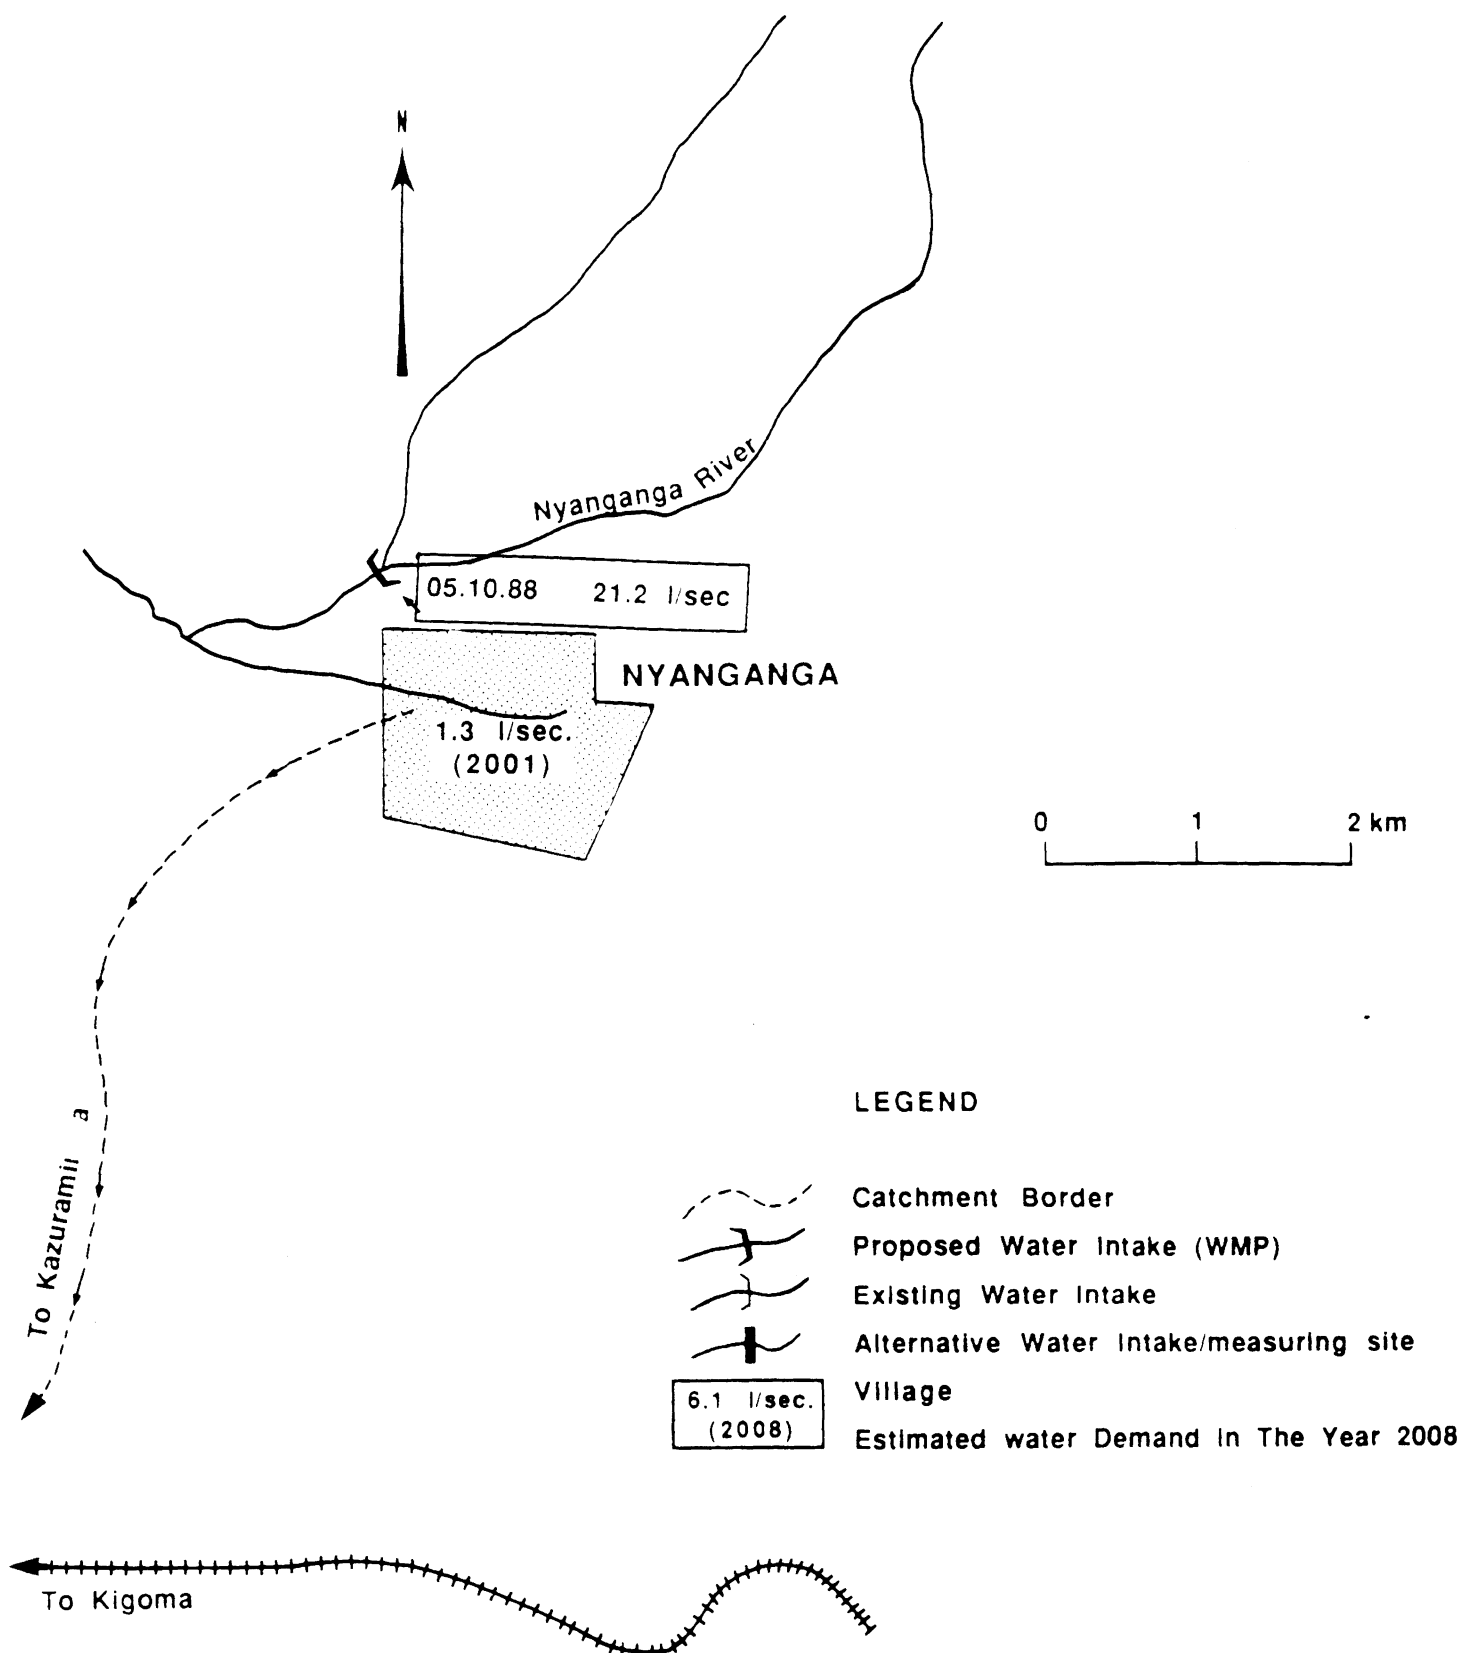 N
Nyanganga River
05.10.88 21.2 l/sec
NYANGANGA
1.3 l/sec.
(2001)
0 1 2 km
To Kazuramii a
LEGEND
Catchment Border
Proposed Water Intake (WMP)
Existing Water Intake
Alternative Water Intake/measuring site
6.1 l/sec.
(2008)
Village
Estimated water Demand in The Year 2008
To Kigoma